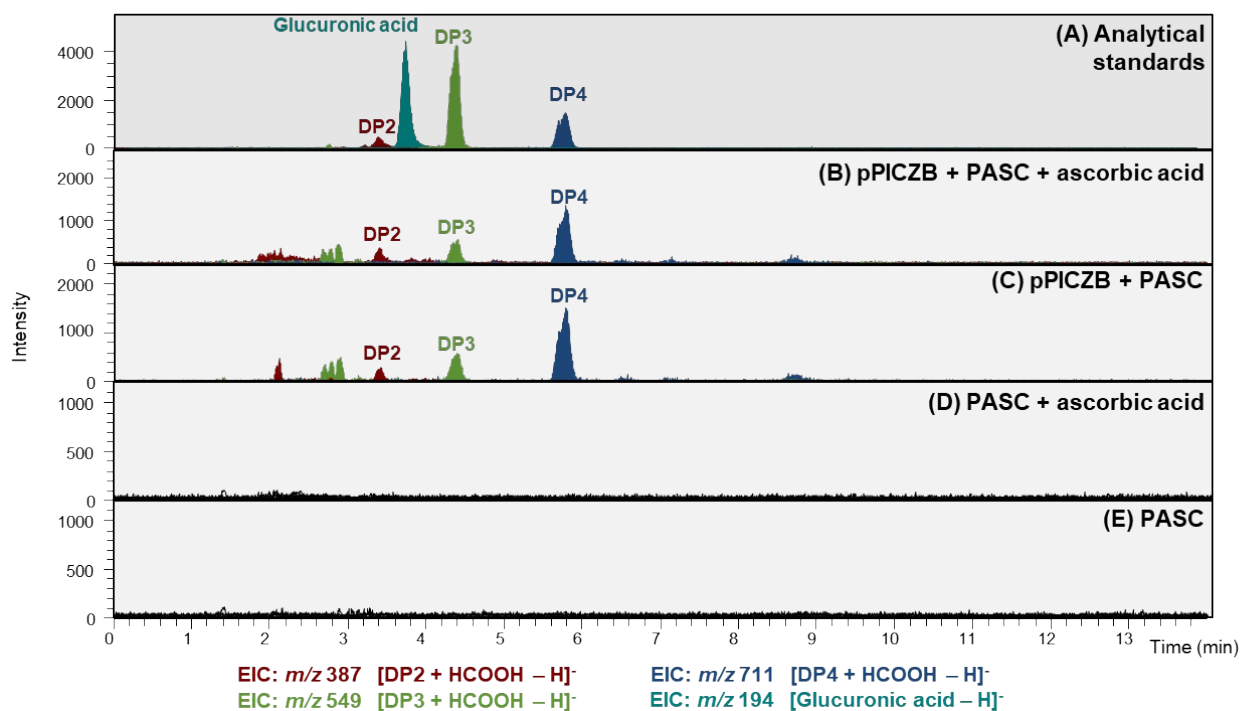 Glucuronic acid
DP3
DP2
DP4
(A) Analytical
standards
4000
2000
0
(B) pPICZB + PASC + ascorbic acid
DP4
DP3
DP2
2000
1000
0
(C) pPICZB + PASC
DP4
DP3
DP2
2000
1000
0
Intensity
(D) PASC + ascorbic acid
1000
500
0
(E) PASC
1000
500
0
0 1 2 3 4 5 6 7 8 9 10 11 12 13 Time (min)
EIC: m/z 387 [DP2 + HCOOH – H]⁻ EIC: m/z 711 [DP4 + HCOOH – H]⁻
EIC: m/z 549 [DP3 + HCOOH – H]⁻ EIC: m/z 194 [Glucuronic acid – H]⁻